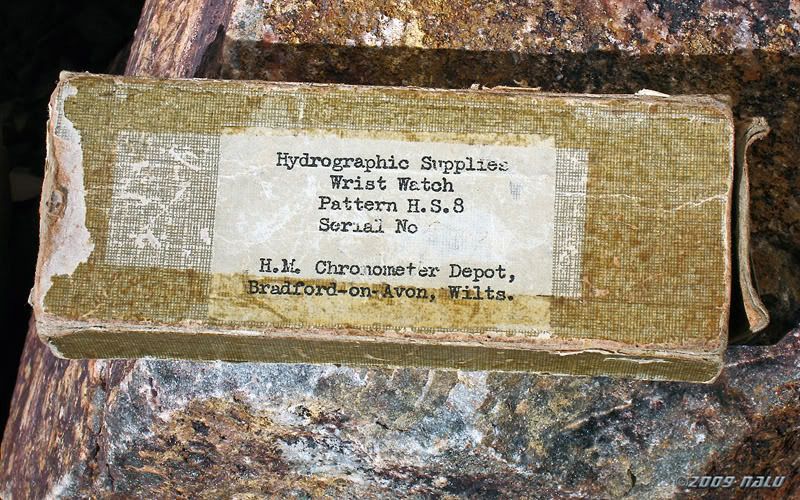 Hydrographic Supplies
Wrist Watch
Pattern H.S.8
Serial No
H.M. Chronometer Depot,
Bradford-on-Avon, Wilts.
©2009 NALU